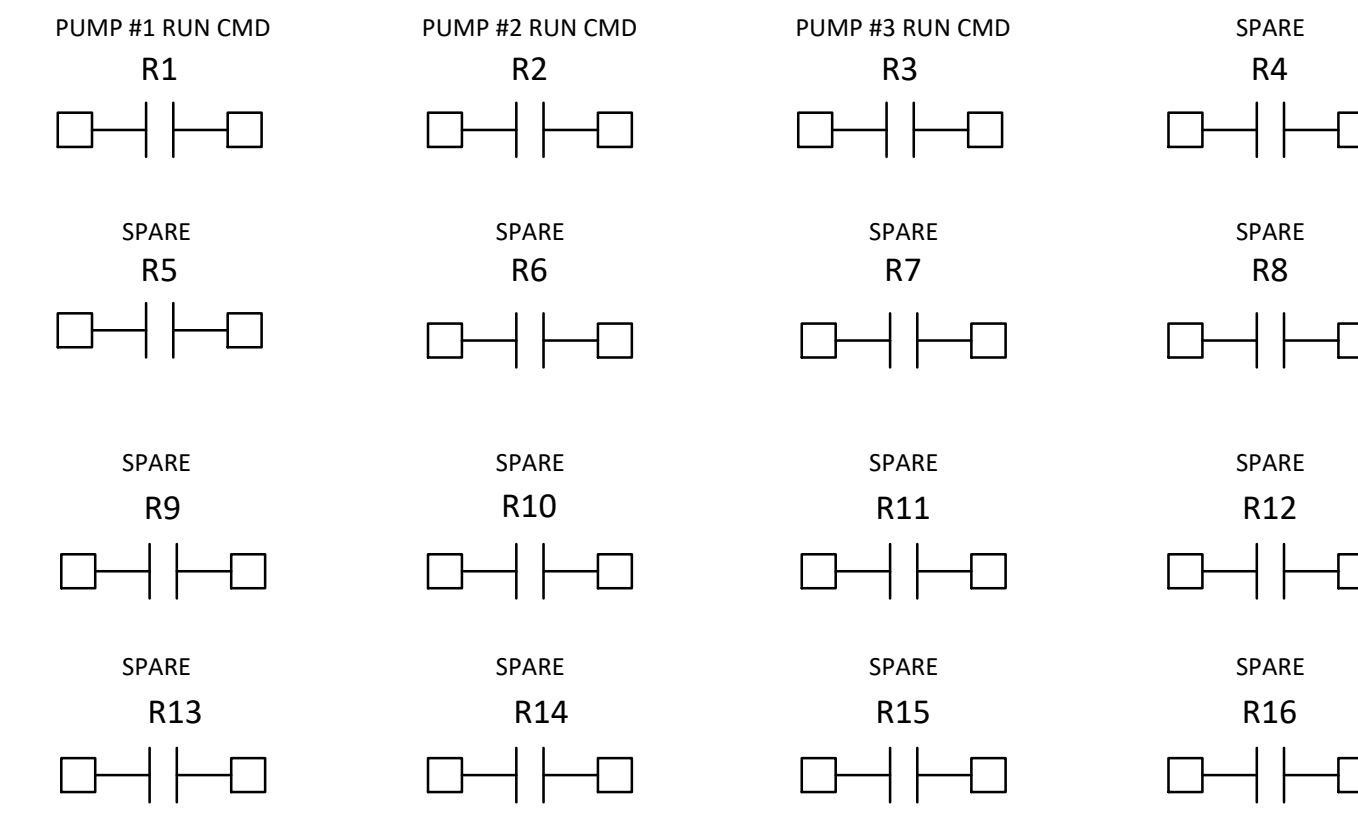 PUMP #1 RUN CMD
PUMP #2 RUN CMD
PUMP #3 RUN CMD
SPARE
R1
R2
R3
R4
SPARE
SPARE
SPARE
SPARE
R5
R6
R7
R8
SPARE
SPARE
SPARE
SPARE
R9
R10
R11
R12
SPARE
SPARE
SPARE
SPARE
R13
R14
R15
R16